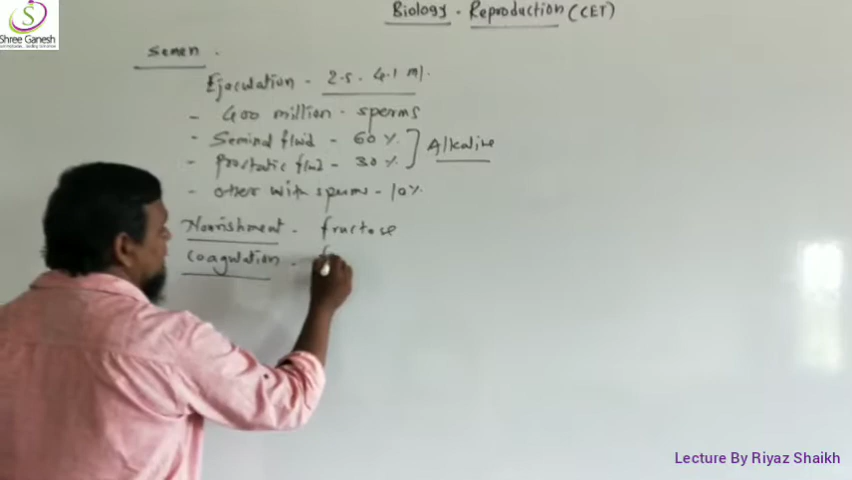 Biology - Reproduction (CET)
S
Shree Ganesh
Semen -
Ejaculation - 2.5 - 4.1 ml.
- 400 million - sperms
- Seminal fluid - 60 %
- Prostatic fluid - 30 %
Alkaline
- other with sperms - 10 %
Nourishment - fructose
Coagulation - f
Lecture By Riyaz Shaikh